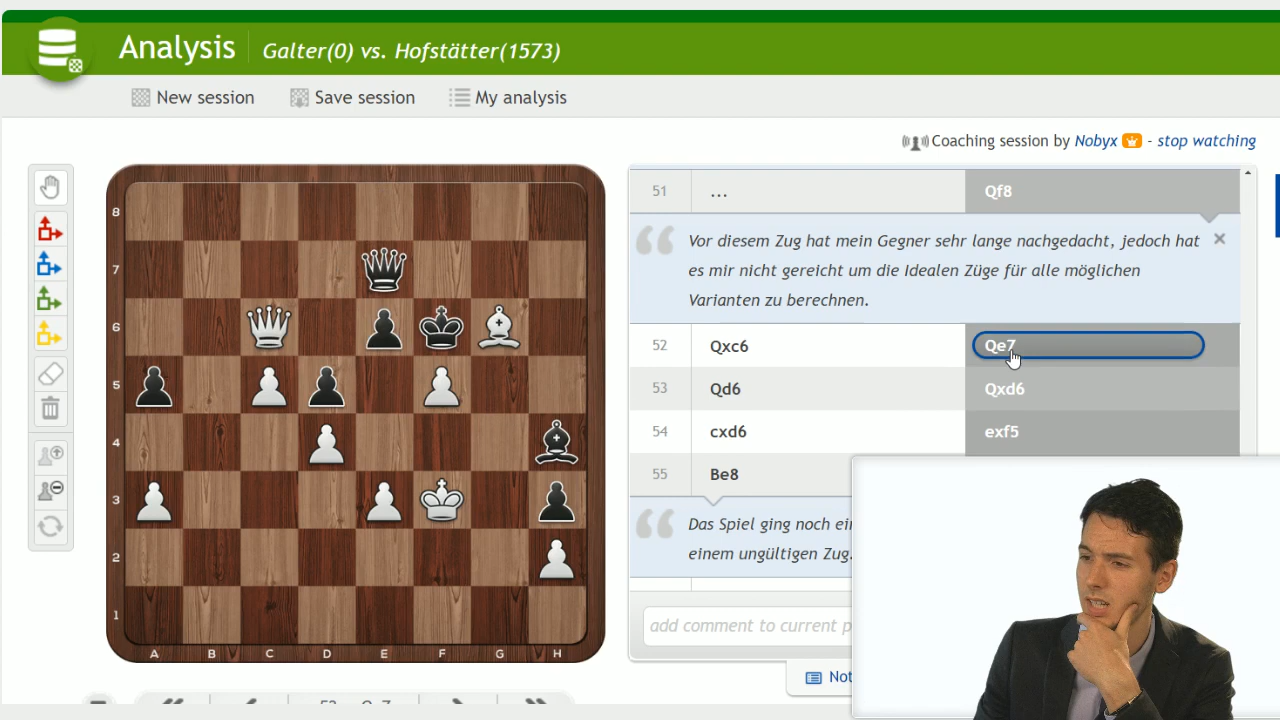 Analysis Galter(0) vs. Hofstätter(1573)
New session Save session My analysis
Coaching session by Nobyx - stop watching
51 ... Qf8
Vor diesem Zug hat mein Gegner sehr lange nachgedacht, jedoch hat
es mir nicht gereicht um die Idealen Züge für alle möglichen
Varianten zu berechnen.
52 Qxc6 Qe7
53 Qd6 Qxd6
54 cxd6 exf5
55 Be8
Das Spiel ging noch ein
einem ungültigen Zug.
add comment to current p
Not
8
7
6
5
4
3
2
1
A B C D E F G H